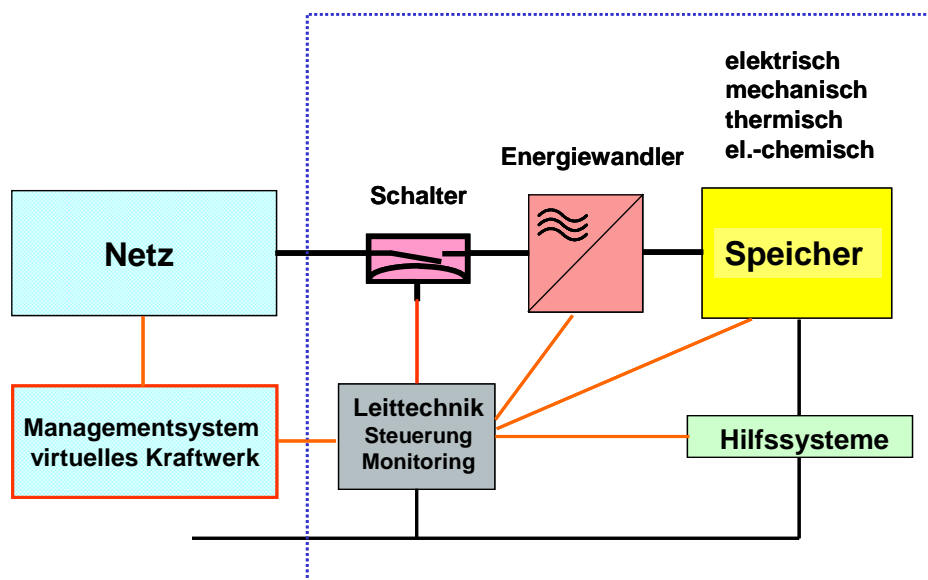 elektrisch
mechanisch
thermisch
el.-chemisch
Energiewandler
Schalter
Netz
Speicher
Managementsystem
virtuelles Kraftwerk
Leittechnik
Steuerung
Monitoring
Hilfssysteme